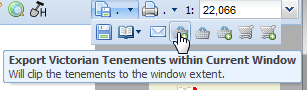 1: 22,066
Export Victorian Tenements within Current Window
Will clip the tenements to the window extent.